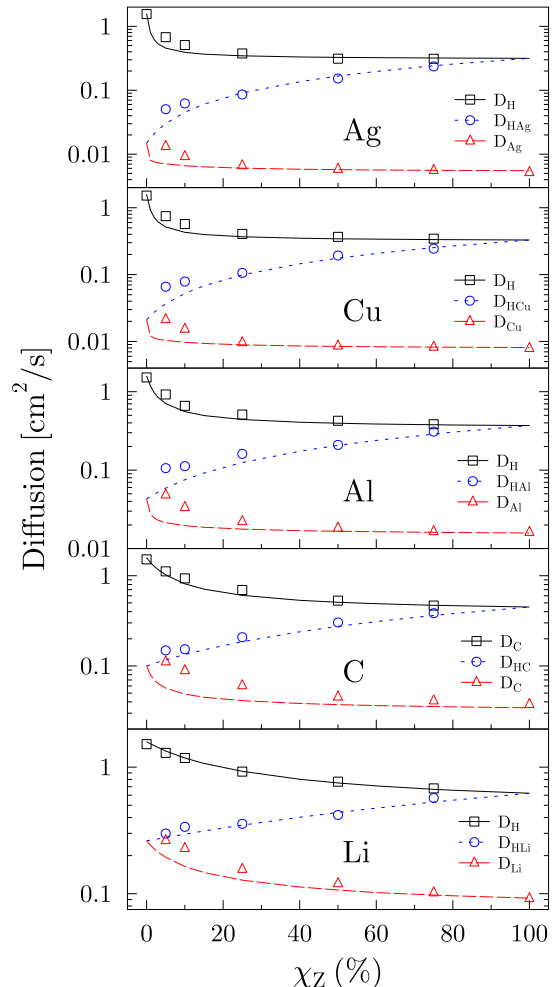 1
0.1
0.01
D_H
D_HAg
D_Ag
Ag
1
0.1
0.01
D_H
D_HCu
D_Cu
Cu
1
0.1
0.01
D_H
D_HAl
D_Al
Al
1
0.1
D_C
D_HC
D_C
C
1
0.1
D_H
D_HLi
D_Li
Li
0 20 40 60 80 100
χ_Z (%)
Diffusion [cm²/s]